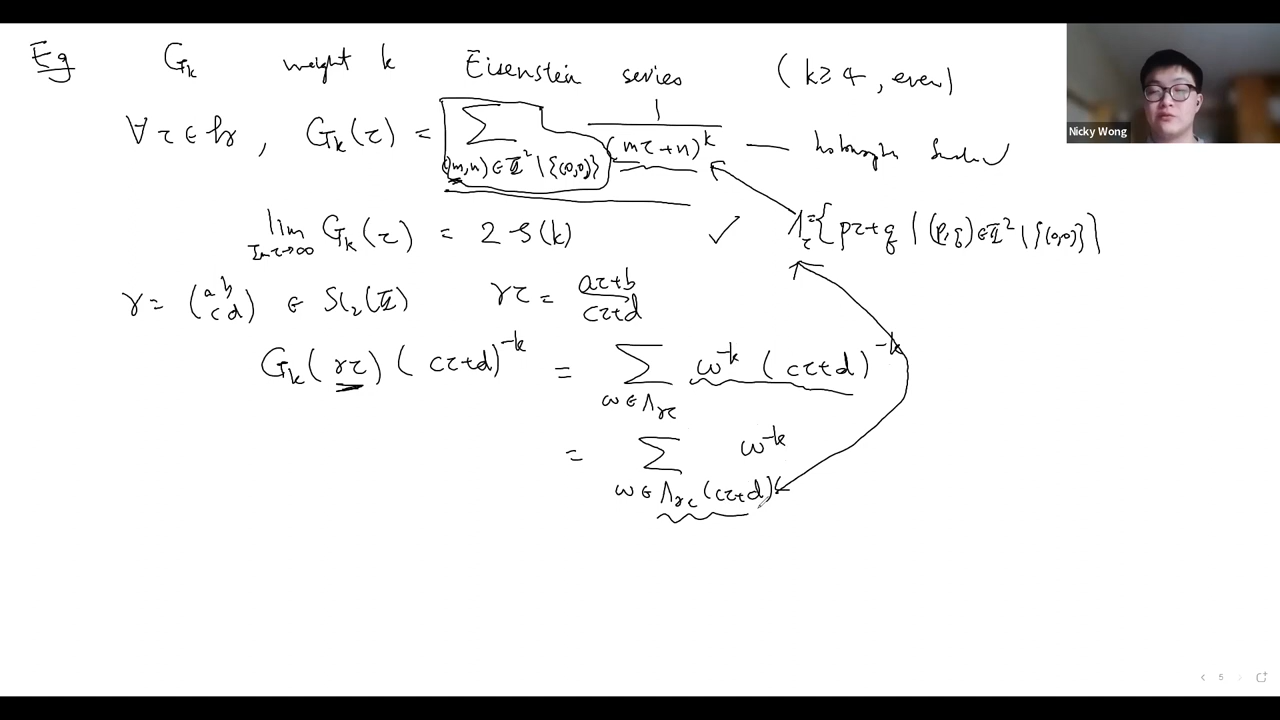 Eg G_k weight k Eisenstein series (k≥4, even)
∀τ∈𝔥, G_k(τ) = Σ_{(m,n)∈ℤ²\{(0,0)}} 1/(mτ+n)^k —
lim_{Im τ→∞} G_k(τ) = 2ζ(k) ✓ Λ_τ={pτ+q | (p,q)∈ℤ²\{(0,0)}}
γ = (a b c d) ∈ SL₂(ℤ) γτ = (aτ+b)/(cτ+d)
G_k(γτ)(cτ+d)^{-k} = Σ_{ω∈Λ_{γτ}} ω^{-k}(cτ+d)^{-k}
= Σ_{ω∈Λ_{γτ}(cτ+d)} ω^{-k}
Nicky Wong
5